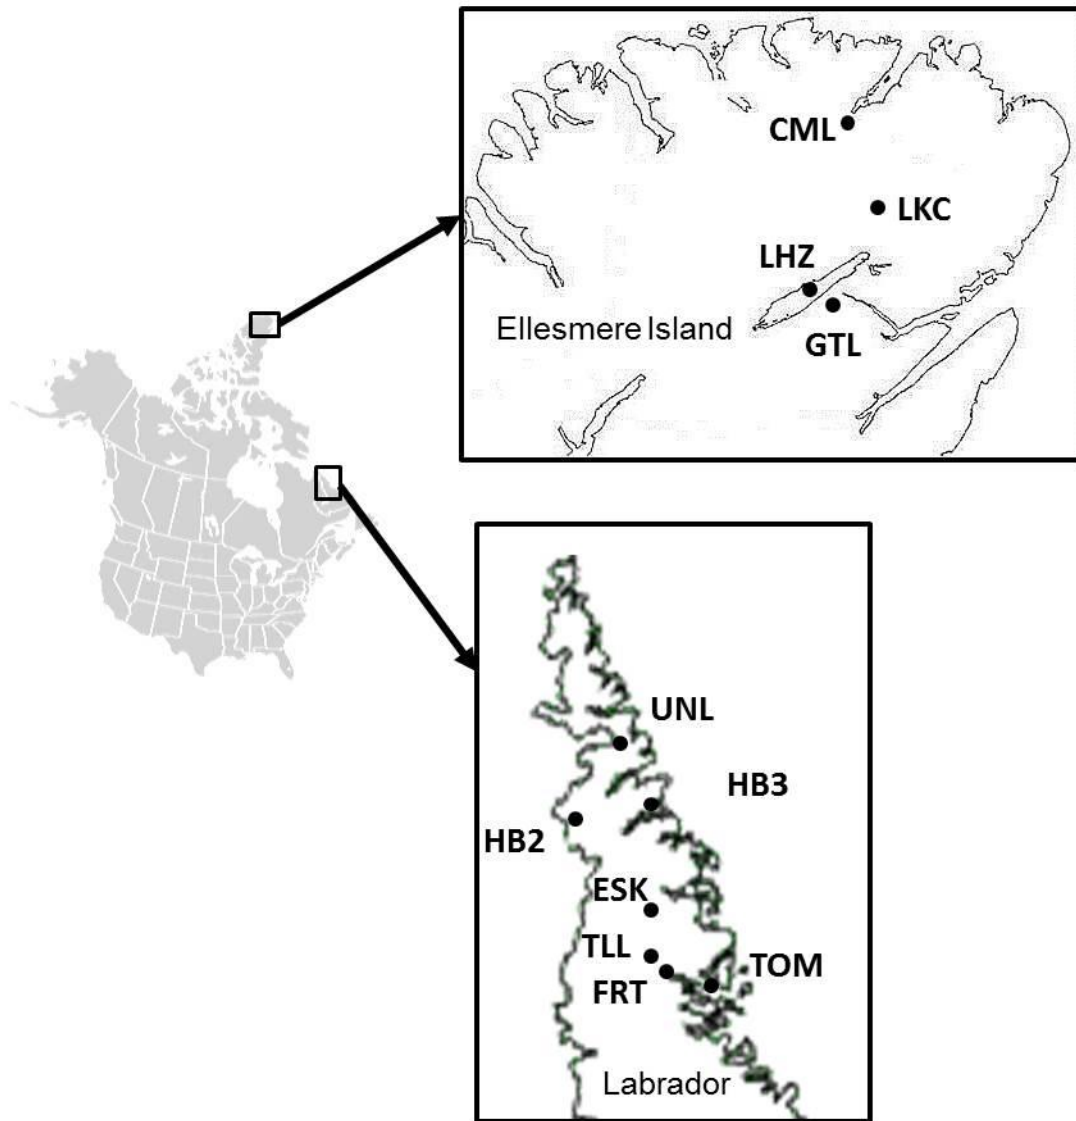 CML
LKC
LHZ
Ellesmere Island
GTL
UNL
HB3
HB2
ESK
TLL
TOM
FRT
Labrador